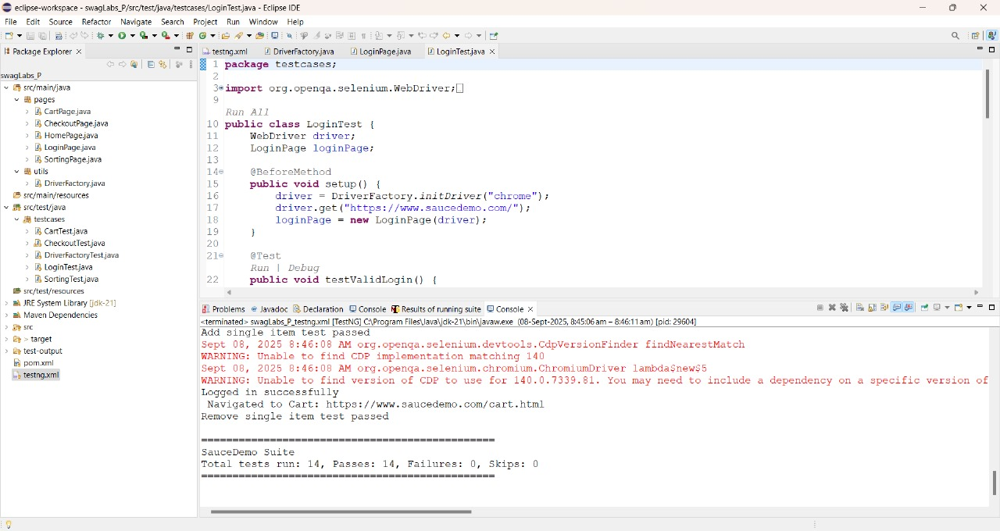 eclipse-workspace - swagLabs_P/src/test/java/testcases/LoginTest.java - Eclipse IDE
File Edit Source Refactor Navigate Search Project Run Window Help
Package Explorer
swagLabs_P
src/main/java
pages
CartPage.java
CheckoutPage.java
HomePage.java
LoginPage.java
SortingPage.java
utils
DriverFactory.java
src/main/resources
src/test/java
testcases
CartTest.java
CheckoutTest.java
DriverFactoryTest.java
LoginTest.java
SortingTest.java
src/test/resources
JRE System Library [jdk-21]
Maven Dependencies
src
> target
test-output
pom.xml
testng.xml
testng.xml DriverFactory.java LoginPage.java LoginTest.java
1 package testcases;
2
3 import org.openqa.selenium.WebDriver;
9
Run All
10 public class LoginTest {
11 WebDriver driver;
12 LoginPage loginPage;
13
14 @BeforeMethod
15 public void setup() {
16 driver = DriverFactory.initDriver("chrome");
17 driver.get("https://www.saucedemo.com/");
18 loginPage = new LoginPage(driver);
19 }
20
21 @Test
Run | Debug
22 public void testValidLogin() {
Problems Javadoc Declaration Console Results of running suite Console
<terminated> swagLabs_P_testng.xml [TestNG] C:\Program Files\Java\jdk-21\bin\javaw.exe (08-Sept-2025, 8:45:06 am – 8:46:11 am) [pid: 29604]
Add single item test passed
Sept 08, 2025 8:46:08 AM org.openqa.selenium.devtools.CdpVersionFinder findNearestMatch
WARNING: Unable to find CDP implementation matching 140
Sept 08, 2025 8:46:08 AM org.openqa.selenium.chromium.ChromiumDriver lambda$new$5
WARNING: Unable to find version of CDP to use for 140.0.7339.81. You may need to include a dependency on a specific version of
Logged in successfully
Navigated to Cart: https://www.saucedemo.com/cart.html
Remove single item test passed
===============================================
SauceDemo Suite
Total tests run: 14, Passes: 14, Failures: 0, Skips: 0
===============================================